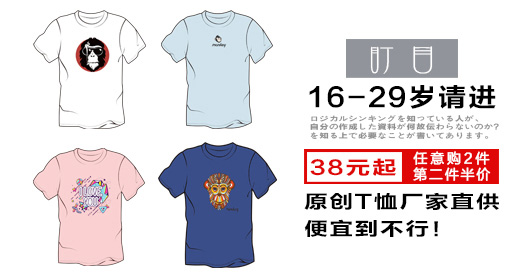 盯目
16-29岁请进
ロジカルシンキングを知っている人が、
自分の作成した資料が何故伝わらないのか?
を知る上で必要なことが書いてあります。
38元起
任意购2件
第二件半价
原创T恤厂家直供
便宜到不行!
monkey
I LOVE
YOU